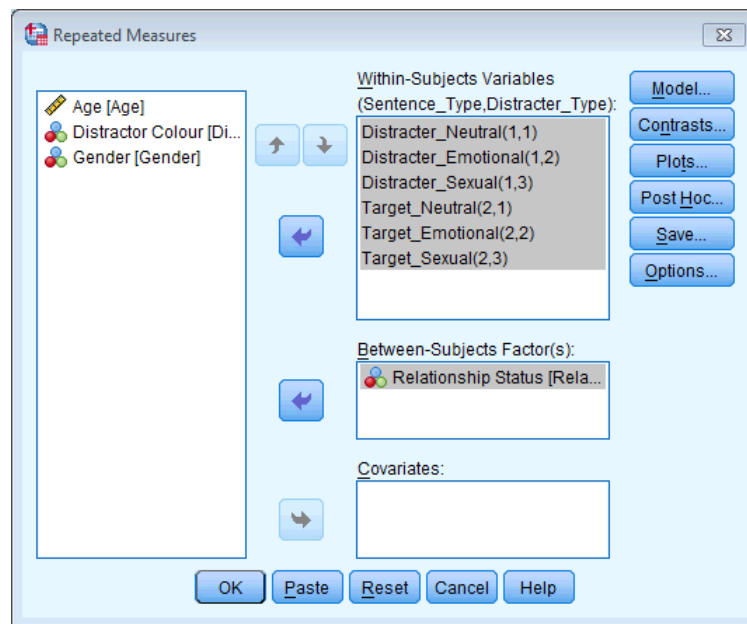 Repeated Measures
Age [Age]
Distractor Colour [Di...
Gender [Gender]
Within-Subjects Variables
(Sentence_Type,Distracter_Type):
Distracter_Neutral(1,1)
Distracter_Emotional(1,2)
Distracter_Sexual(1,3)
Target_Neutral(2,1)
Target_Emotional(2,2)
Target_Sexual(2,3)
Between-Subjects Factor(s):
Relationship Status [Rela...
Covariates:
Model...
Contrasts...
Plots...
Post Hoc...
Save...
Options...
OK
Paste
Reset
Cancel
Help